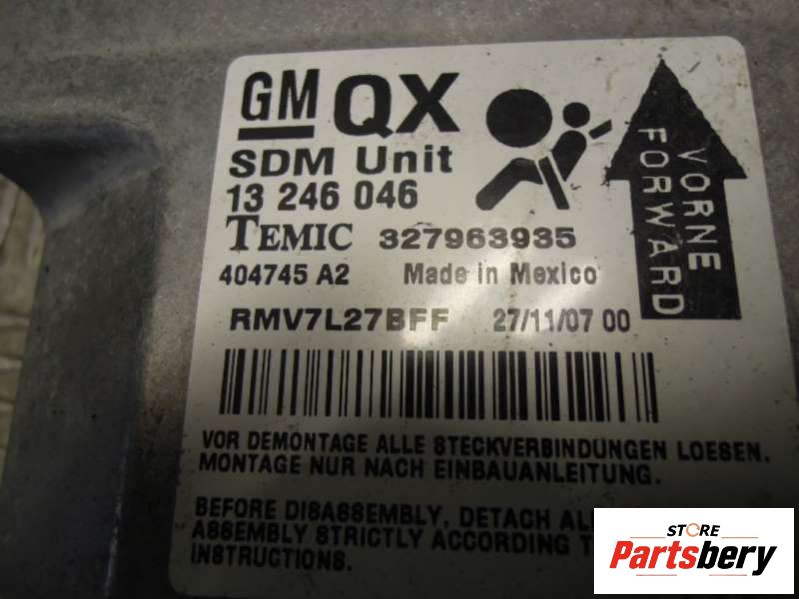 GM QX
SDM Unit
13 246 046
TEMIC 327963935
404745 A2 Made in Mexico
RMV7L27BFF 27/11/07 00
VORNE
FORWARD
VOR DEMONTAGE ALLE STECKVERBINDUNGEN LOESEN.
MONTAGE NUR NACH EINBAUANLEITUNG.
BEFORE DISASSEMBLY, DETACH
ASSEMBLY STRICTLY ACCORDING
INSTRUCTIONS.
STORE
Partsbery